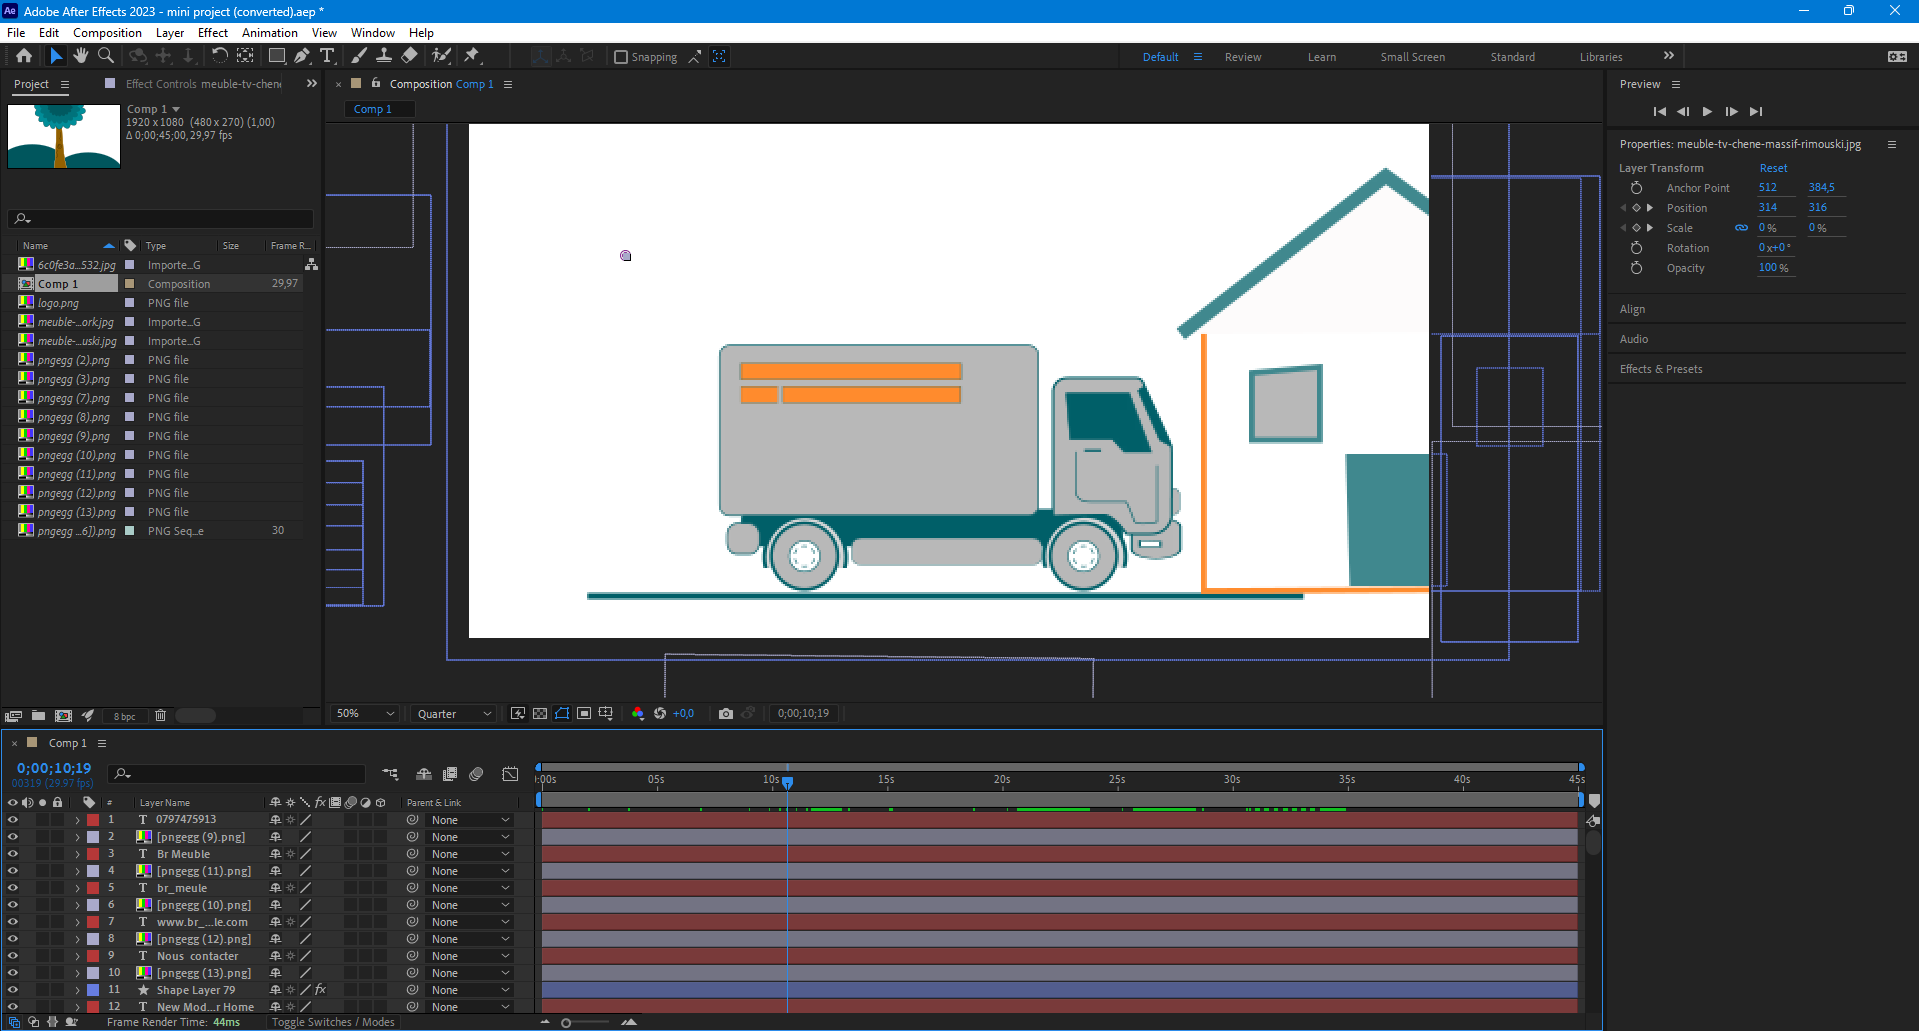 Adobe After Effects 2023 - mini project (converted).aep *
File Edit Composition Layer Effect Animation View Window Help
Snapping
Default Review Learn Small Screen Standard Libraries
Project Effect Controls meuble-tv-chene
Comp 1
1920 x 1080 (480 x 270) (1,00)
Δ 0;00;45;00, 29,97 fps
Name Type Size Frame R...
6c0fe3a...532.jpg Importe...G
Comp 1 Composition 29,97
logo.png PNG file
meuble-...ork.jpg Importe...G
meuble-...uski.jpg Importe...G
pngegg (2).png PNG file
pngegg (3).png PNG file
pngegg (7).png PNG file
pngegg (8).png PNG file
pngegg (9).png PNG file
pngegg (10).png PNG file
pngegg (11).png PNG file
pngegg (12).png PNG file
pngegg (13).png PNG file
pngegg ...6]).png PNG Seq...e 30
8 bpc
Composition Comp 1
Comp 1
50% Quarter +0,0 0;00;10;19
Preview
Properties: meuble-tv-chene-massif-rimouski.jpg
Layer Transform Reset
Anchor Point 512 384,5
Position 314 316
Scale 0 % 0 %
Rotation 0x+0°
Opacity 100 %
Align
Audio
Effects & Presets
Comp 1
0;00;10;19
00319 (29.97 fps)
):00s 05s 10s 15s 20s 25s 30s 35s 40s 45s
# Layer Name fx Parent & Link
1 T 0797475913 None
2 [pngegg (9).png] None
3 T Br Meuble None
4 [pngegg (11).png] None
5 T br_meule None
6 [pngegg (10).png] None
7 T www.br_...le.com None
8 [pngegg (12).png] None
9 T Nous contacter None
10 [pngegg (13).png] None
11 Shape Layer 79 fx None
12 T New Mod...r Home None
Frame Render Time: 44ms Toggle Switches / Modes